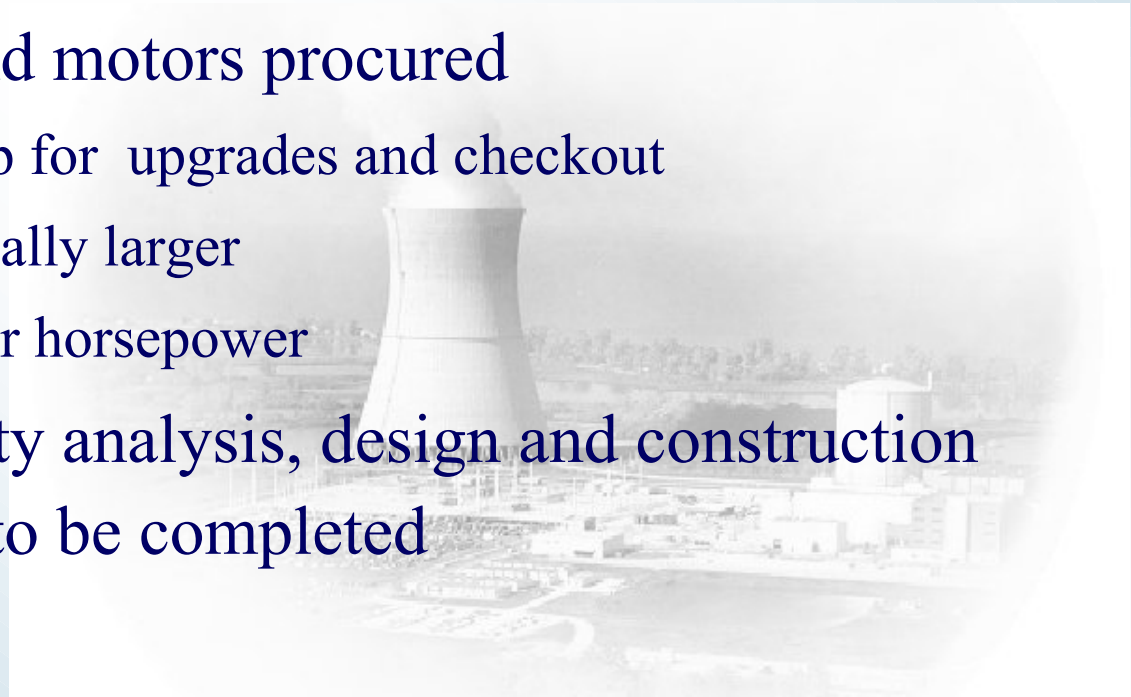 d motors procured
for upgrades and checkout
ally larger
r horsepower
ty analysis, design and construction
to be completed